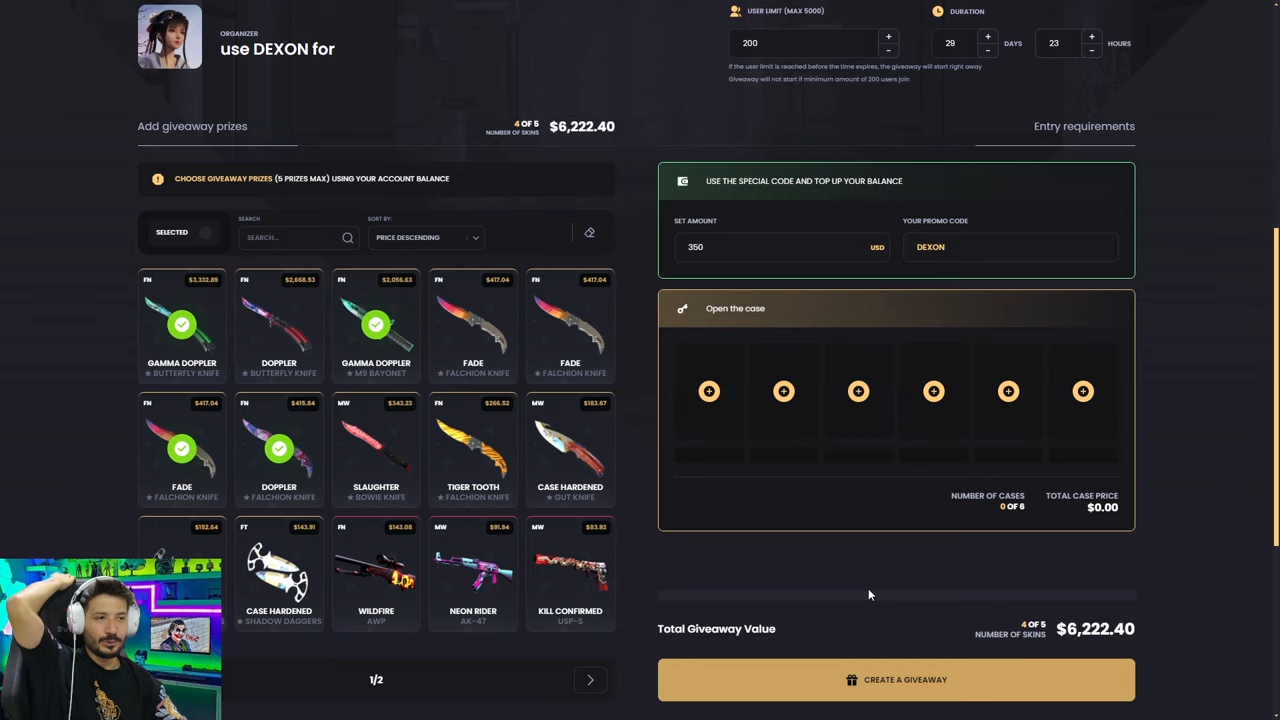 ORGANIZER
use DEXON for
USER LIMIT (MAX 5000)
200
+
-
DURATION
29
+
-
DAYS
23
+
-
HOURS
If the user limit is reached before the time expires, the giveaway will start right away
Giveaway will not start if minimum amount of 200 users join
Add giveaway prizes
4 OF 5
NUMBER OF SKINS
$6,222.40
Entry requirements
CHOOSE GIVEAWAY PRIZES (5 PRIZES MAX) USING YOUR ACCOUNT BALANCE
SELECTED
SEARCH
SEARCH...
SORT BY:
PRICE DESCENDING
FN $3,332.89
GAMMA DOPPLER
★ BUTTERFLY KNIFE
FN $2,668.53
DOPPLER
★ BUTTERFLY KNIFE
FN $2,056.63
GAMMA DOPPLER
★ M9 BAYONET
FN $417.04
FADE
★ FALCHION KNIFE
FN $417.04
FADE
★ FALCHION KNIFE
FN $417.04
FADE
★ FALCHION KNIFE
FN $415.84
DOPPLER
★ FALCHION KNIFE
MW $343.23
SLAUGHTER
★ BOWIE KNIFE
FN $266.52
TIGER TOOTH
★ FALCHION KNIFE
MW $183.67
CASE HARDENED
★ GUT KNIFE
$152.64
FT $143.91
CASE HARDENED
★ SHADOW DAGGERS
FN $143.08
WILDFIRE
AWP
MW $91.94
NEON RIDER
AK-47
MW $83.92
KILL CONFIRMED
USP-S
1/2
USE THE SPECIAL CODE AND TOP UP YOUR BALANCE
SET AMOUNT
350 USD
YOUR PROMO CODE
DEXON
Open the case
NUMBER OF CASES
0 OF 6
TOTAL CASE PRICE
$0.00
Total Giveaway Value
4 OF 5
NUMBER OF SKINS
$6,222.40
CREATE A GIVEAWAY